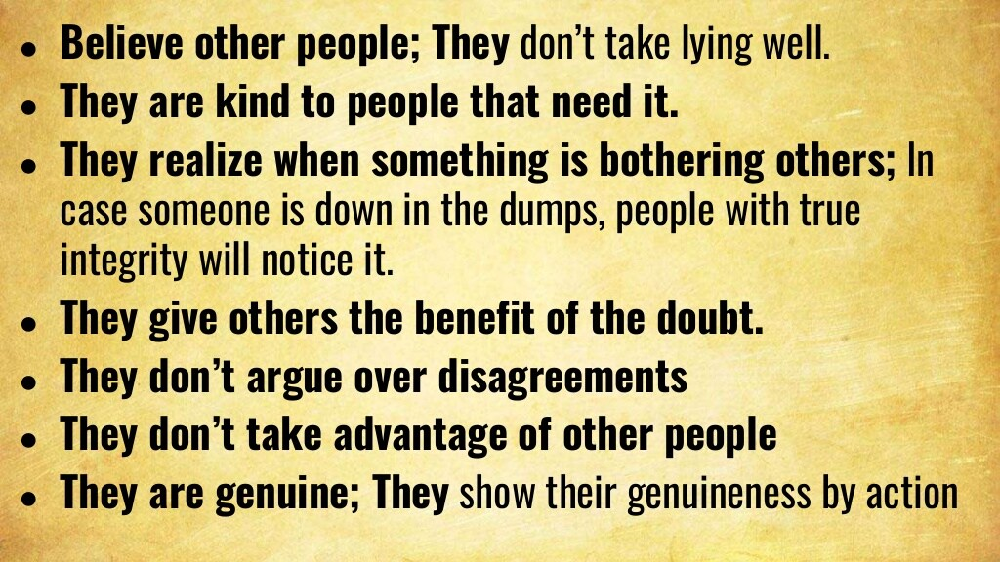 • Believe other people; They don’t take lying well.
• They are kind to people that need it.
• They realize when something is bothering others; In
case someone is down in the dumps, people with true
integrity will notice it.
• They give others the benefit of the doubt.
• They don’t argue over disagreements
• They don’t take advantage of other people
• They are genuine; They show their genuineness by action